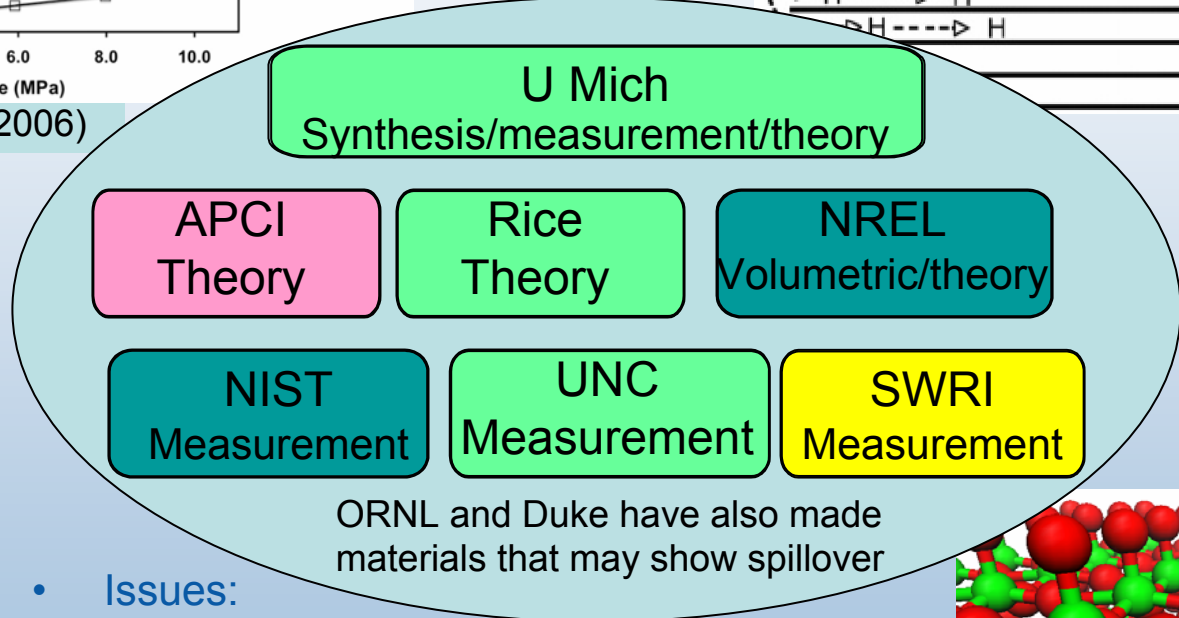 H H
H ----▷ H
6.0 8.0 10.0
e (MPa)
2006)
U Mich
Synthesis/measurement/theory
APCI
Theory
Rice
Theory
NREL
Volumetric/theory
NIST
Measurement
UNC
Measurement
SWRI
Measurement
ORNL and Duke have also made
materials that may show spillover
• Issues: